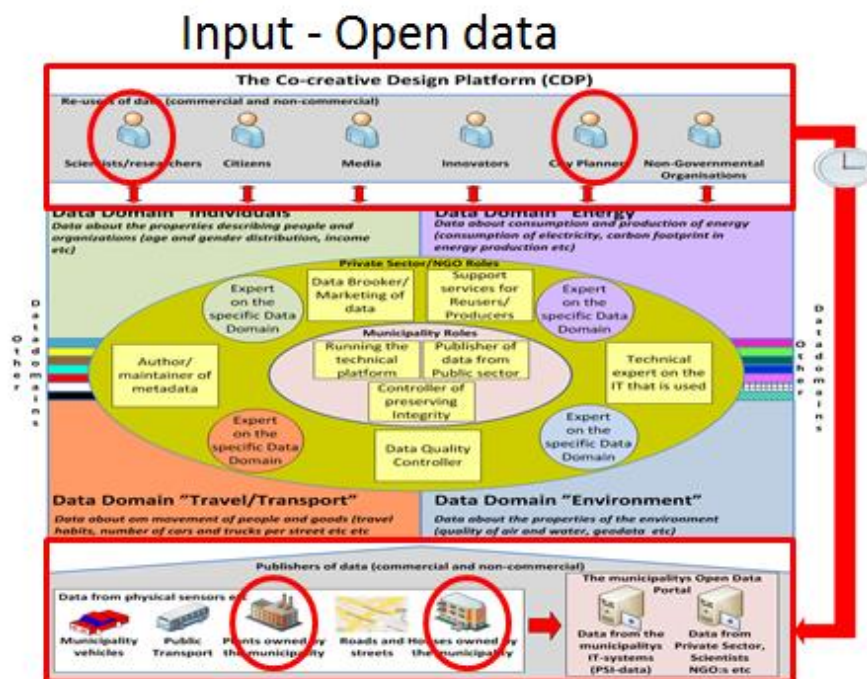 Input - Open data
The Co-creative Design Platform (CDP)
Re-users of data (commercial and non-commercial)
Scientists/researchers
Citizens
Media
Innovators
City Planner
Non-Governmental
Organisations
Data Domain "Individuals"
Data about the properties describing people and
organizations (age and gender distribution, income
etc)
Data Domain "Energy"
Data about consumption and production of energy
(consumption of electricity, carbon footprint in
energy production etc)
Private Sector/NGO Roles
Expert
on the
specific Data
Domain
Data Brooker/
Marketing of
data
Support
services for
Reusers/
Producers
Expert
on the
specific Data
Domain
Other
Datadomains
Author/
maintainer of
metadata
Municipality Roles
Running the
technical
platform
Publisher of
data from
Public sector
Controller of
preserving
Integrity
Technical
expert on the
IT that is used
Other
Datadomains
Expert
on the
specific Data
Domain
Data Quality
Controller
Expert
on the
specific Data
Domain
Data Domain "Travel/Transport"
Data about om movement of people and goods (travel
habits, number of cars and trucks per street etc etc
Data Domain "Environment"
Data about the properties of the environment
(quality of air and water, geodata etc)
Publishers of data (commercial and non-commercial)
Data from physical sensors etc
Municipality
vehicles
Public
Transport
Plants owned by
the municipality
Roads and
streets
Houses owned by
the municipality
The municipalitys Open Data
Portal
Data from the
municipalitys
IT-systems
(PSI-data)
Data from
Private Sector,
Scientists
NGO:s etc